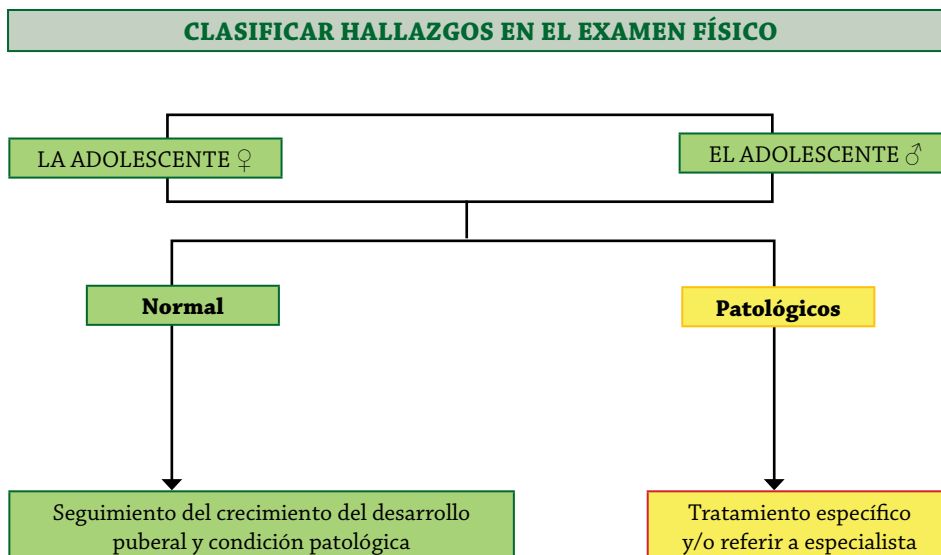 CLASIFICAR HALLAZGOS EN EL EXAMEN FÍSICO
LA ADOLESCENTE ♀
EL ADOLESCENTE ♂
Normal
Patológicos
Seguimiento del crecimiento del desarrollo
puberal y condición patológica
Tratamiento específico
y/o referir a especialista